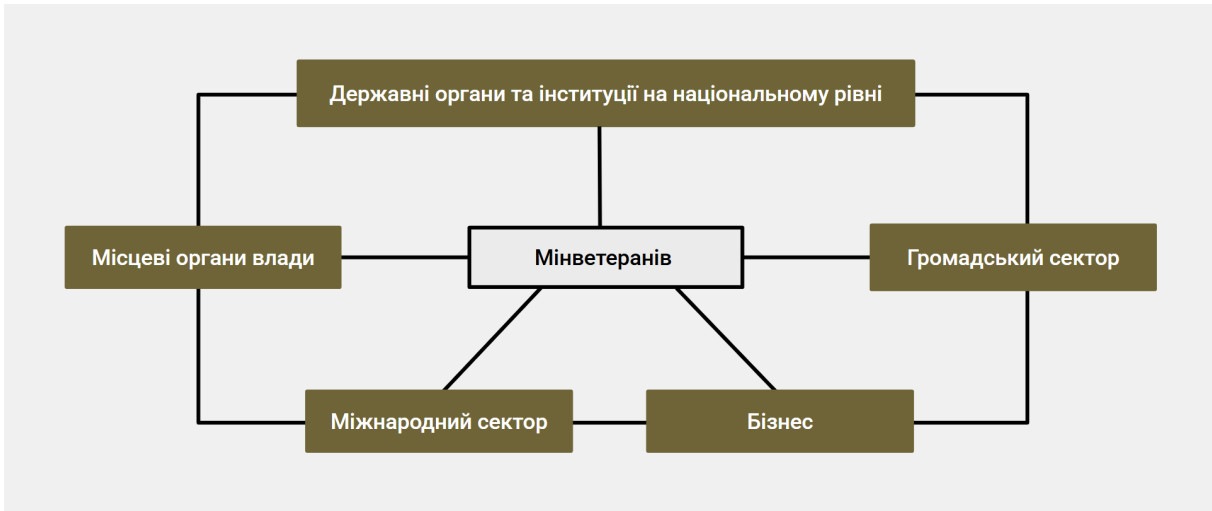 Державні органи та інституції на національному рівні
Місцеві органи влади
Мінветеранів
Громадський сектор
Міжнародний сектор
Бізнес